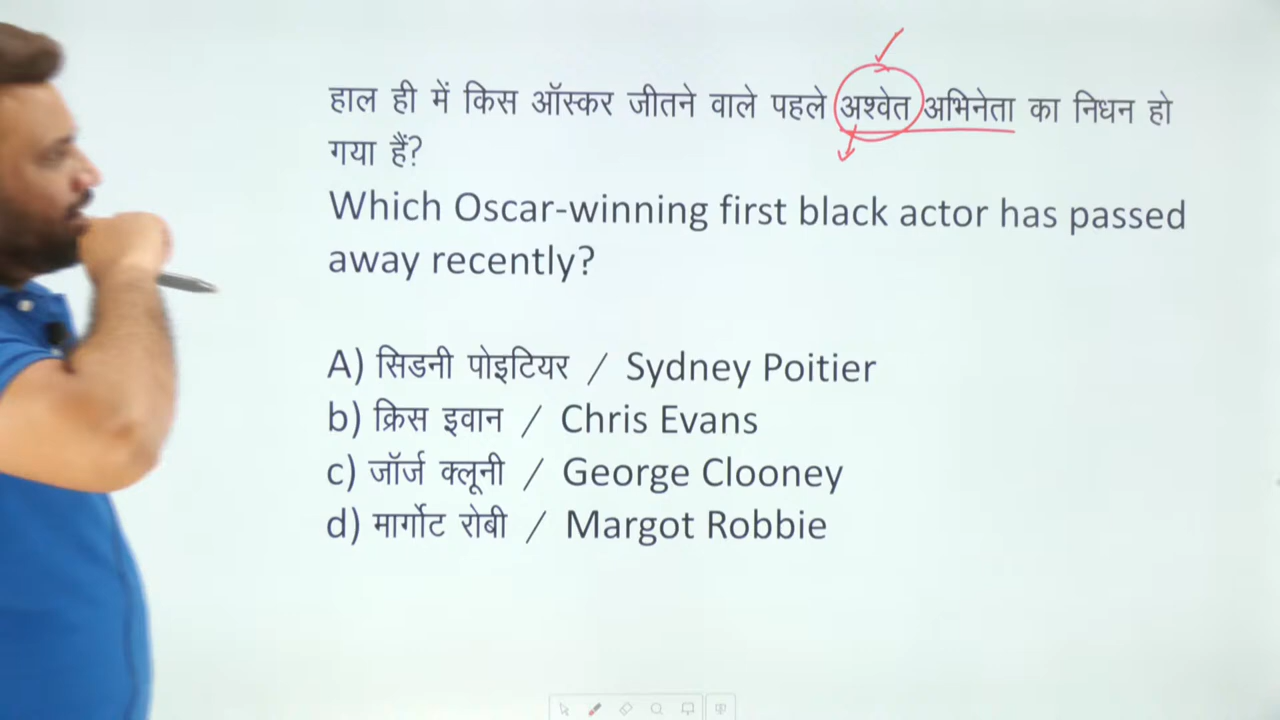 हाल ही में किस ऑस्कर जीतने वाले पहले अश्वेत अभिनेता का निधन हो
गया हैं?
Which Oscar-winning first black actor has passed
away recently?
A) सिडनी पोइटियर / Sydney Poitier
b) क्रिस इवान / Chris Evans
c) जॉर्ज क्लूनी / George Clooney
d) मार्गोट रोबी / Margot Robbie